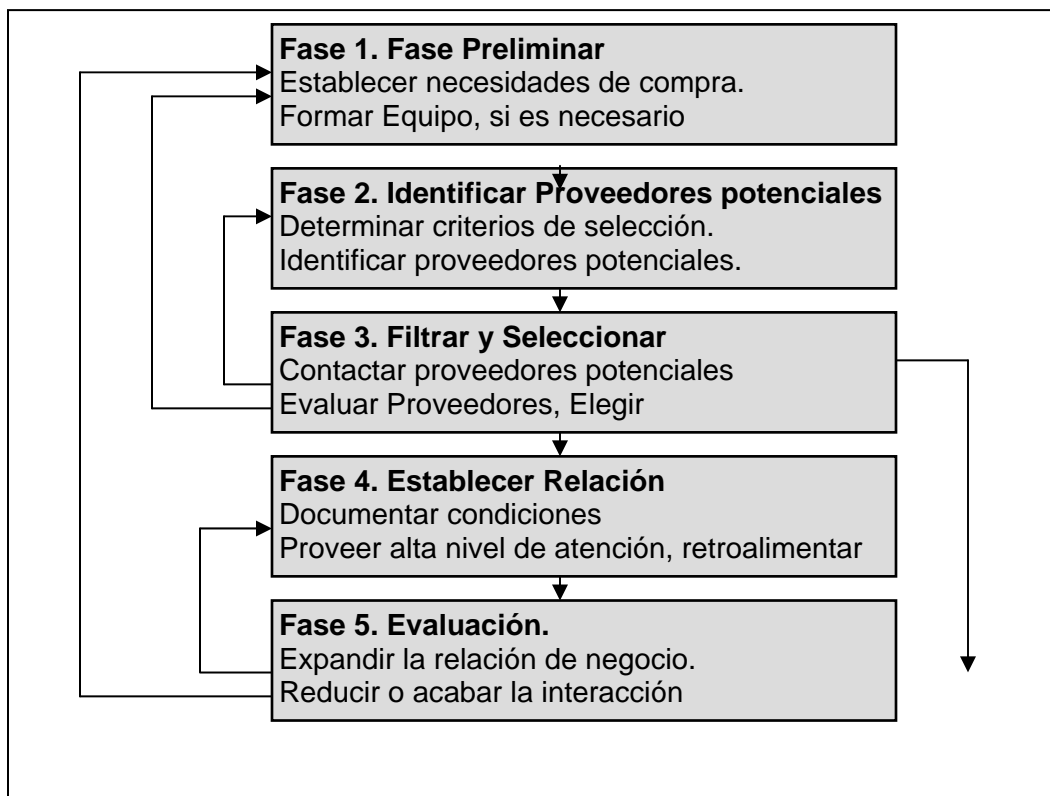 Fase 1. Fase Preliminar
Establecer necesidades de compra.
Formar Equipo, si es necesario
Fase 2. Identificar Proveedores potenciales
Determinar criterios de selección.
Identificar proveedores potenciales.
Fase 3. Filtrar y Seleccionar
Contactar proveedores potenciales
Evaluar Proveedores, Elegir
Fase 4. Establecer Relación
Documentar condiciones
Proveer alta nivel de atención, retroalimentar
Fase 5. Evaluación.
Expandir la relación de negocio.
Reducir o acabar la interacción